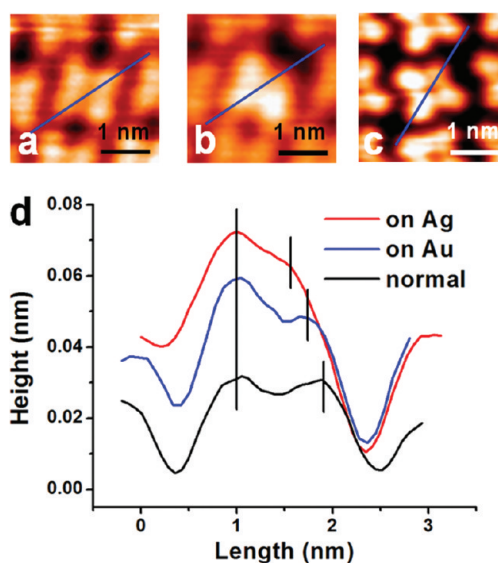 a
1 nm
b
1 nm
c
1 nm
d
0.08
0.06
0.04
0.02
0.00
Height (nm)
on Ag
on Au
normal
0
1
2
3
Length (nm)